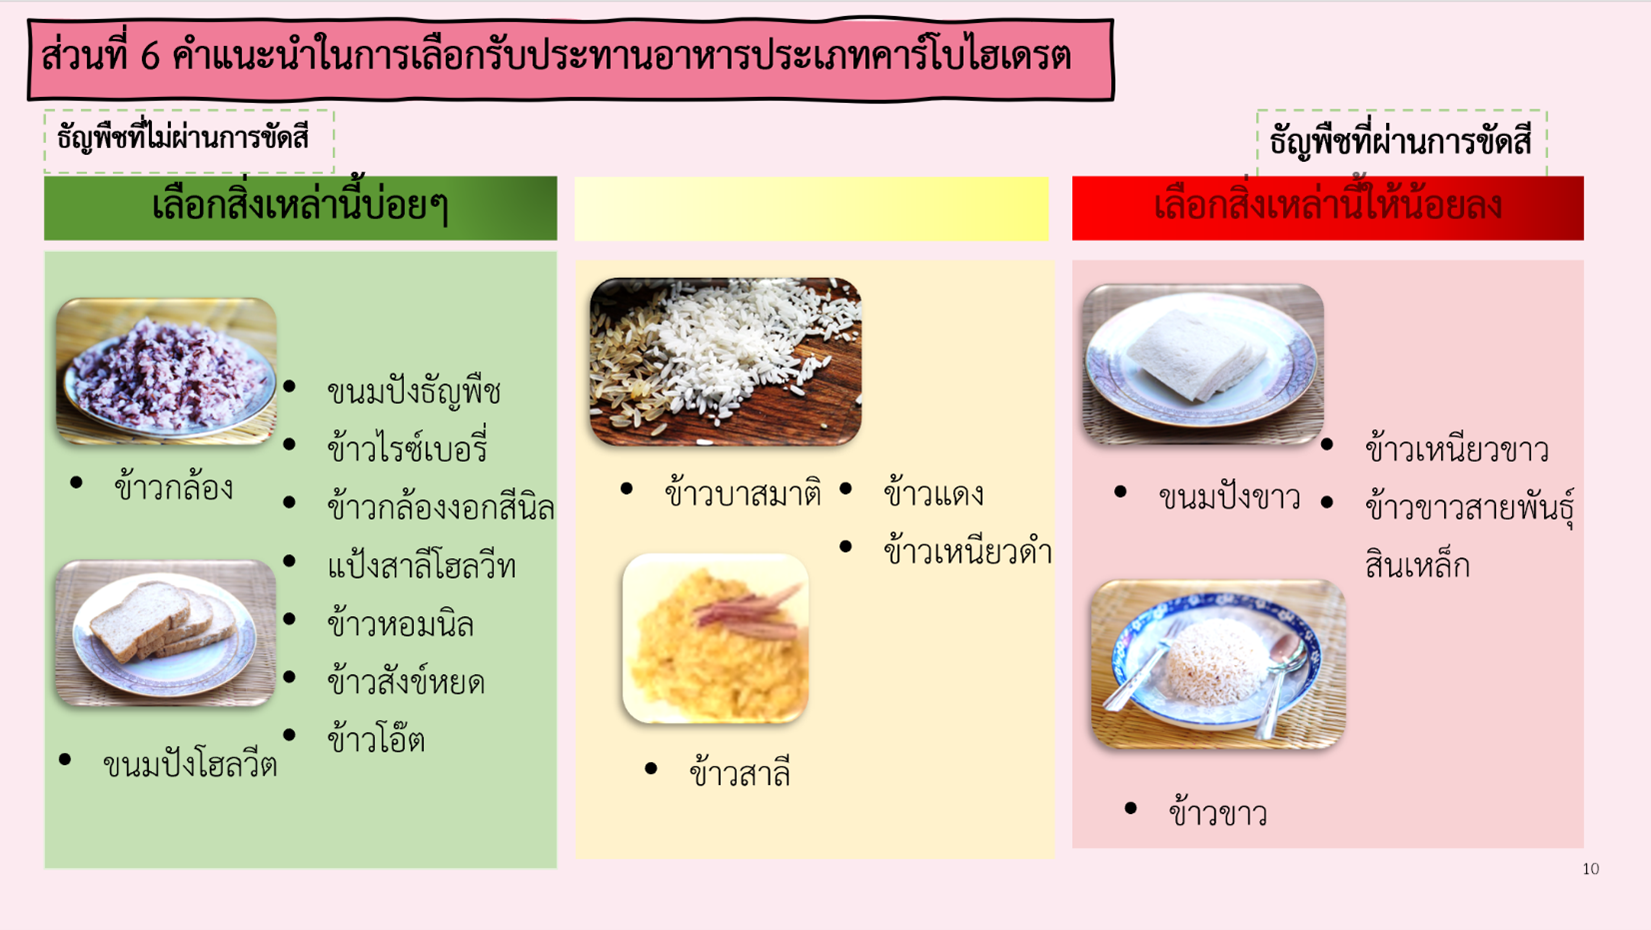 ส่วนที่ 6 คำแนะนำในการเลือกรับประทานอาหารประเภทคาร์โบไฮเดรต
ธัญพืชที่ไม่ผ่านการขัดสี
ธัญพืชที่ผ่านการขัดสี
เลือกสิ่งเหล่านี้บ่อยๆ
เลือกสิ่งเหล่านี้ให้น้อยลง
• ข้าวกล้อง
• ขนมปังโฮลวีต
• ขนมปังธัญพืช
• ข้าวไรซ์เบอรี่
• ข้าวกล้องงอกสีนิล
• แป้งสาลีโฮลวีท
• ข้าวหอมนิล
• ข้าวสังข์หยด
• ข้าวโอ๊ต
• ข้าวบาสมาติ
• ข้าวสาลี
• ข้าวแดง
• ข้าวเหนียวดำ
• ขนมปังขาว
• ข้าวขาว
• ข้าวเหนียวขาว
• ข้าวขาวสายพันธุ์
สินเหล็ก
10